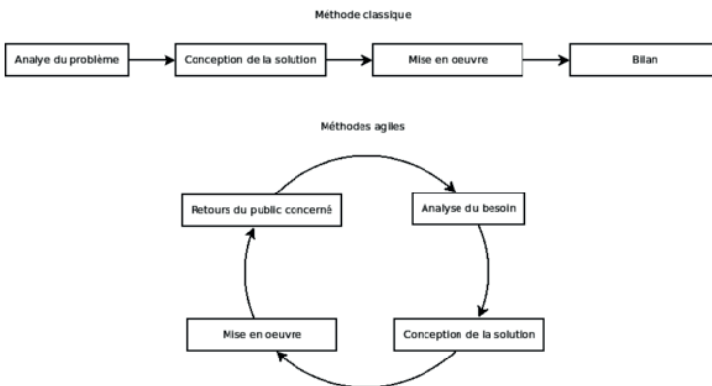 Méthode classique
Analye du problème
Conception de la solution
Mise en oeuvre
Bilan
Méthodes agiles
Retours du public concerné
Analyse du besoin
Mise en oeuvre
Conception de la solution